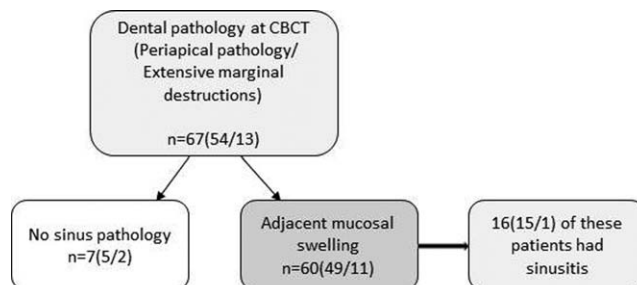 Dental pathology at CBCT
(Periapical pathology/
Extensive marginal
destructions)
n=67(54/13)
No sinus pathology
n=7(5/2)
Adjacent mucosal
swelling
n=60(49/11)
16(15/1) of these
patients had
sinusitis